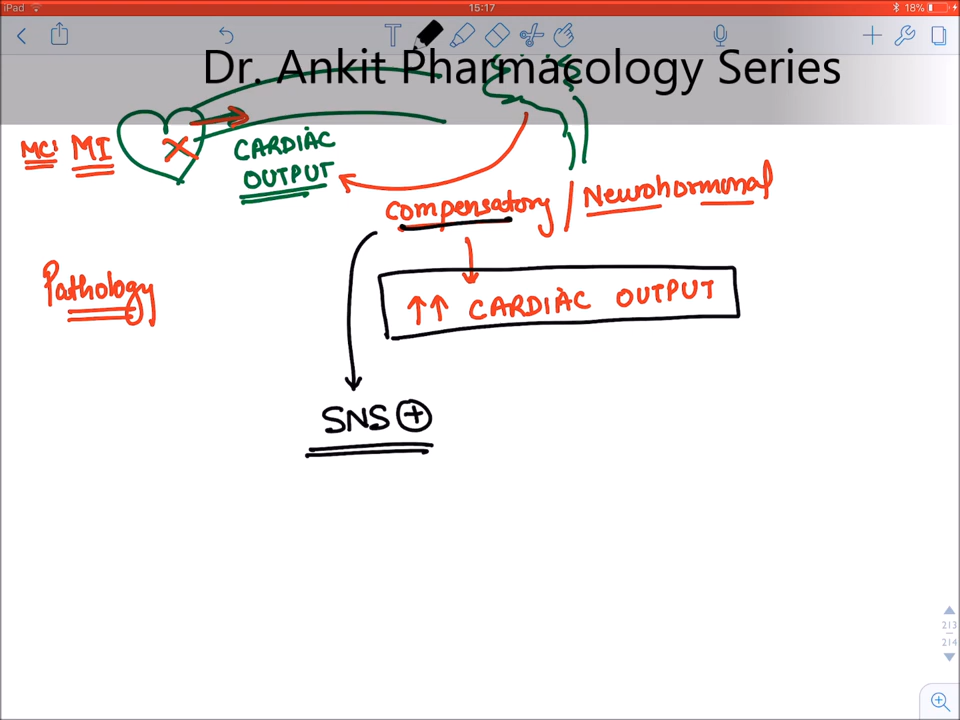 iPad 15:17 18%
Dr. Ankit Pharmacology Series
MC: MI
CARDIAC
OUTPUT
Compensatory / Neurohormonal
Pathology
↑↑ CARDIAC OUTPUT
SNS +
213
214